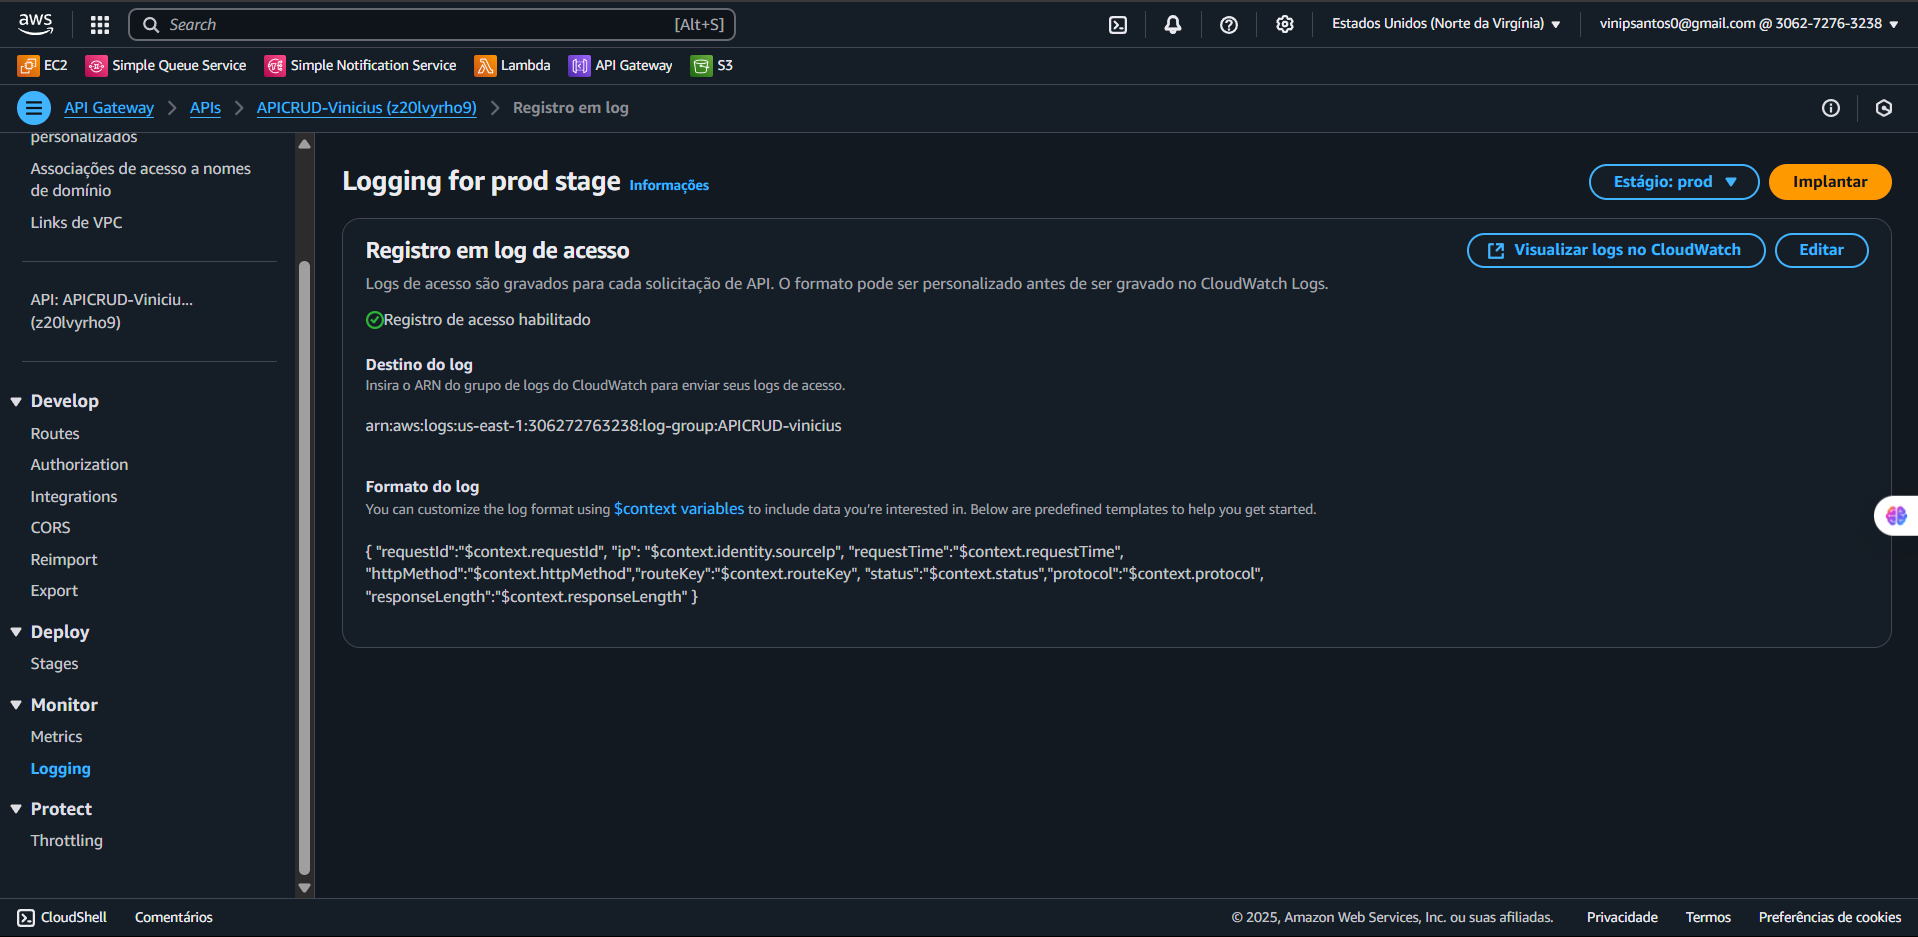 aws
Search
[Alt+S]
Estados Unidos (Norte da Virgínia)
vinipsantos0@gmail.com @ 3062-7276-3238
EC2
Simple Queue Service
Simple Notification Service
Lambda
API Gateway
S3
API Gateway
APIs
APICRUD-Vinicius (z20lvyrho9)
Registro em log
personalizados
Associações de acesso a nomes
de domínio
Links de VPC
API: APICRUD-Viniciu...
(z20lvyrho9)
Develop
Routes
Authorization
Integrations
CORS
Reimport
Export
Deploy
Stages
Monitor
Metrics
Logging
Protect
Throttling
Logging for prod stage Informações
Estágio: prod
Implantar
Registro em log de acesso
Visualizar logs no CloudWatch
Editar
Logs de acesso são gravados para cada solicitação de API. O formato pode ser personalizado antes de ser gravado no CloudWatch Logs.
Registro de acesso habilitado
Destino do log
Insira o ARN do grupo de logs do CloudWatch para enviar seus logs de acesso.
arn:aws:logs:us-east-1:306272763238:log-group:APICRUD-vinicius
Formato do log
You can customize the log format using $context variables to include data you're interested in. Below are predefined templates to help you get started.
{ "requestId":"$context.requestId", "ip": "$context.identity.sourceIp", "requestTime":"$context.requestTime",
"httpMethod":"$context.httpMethod","routeKey":"$context.routeKey", "status":"$context.status","protocol":"$context.protocol",
"responseLength":"$context.responseLength" }
CloudShell
Comentários
© 2025, Amazon Web Services, Inc. ou suas afiliadas.
Privacidade
Termos
Preferências de cookies